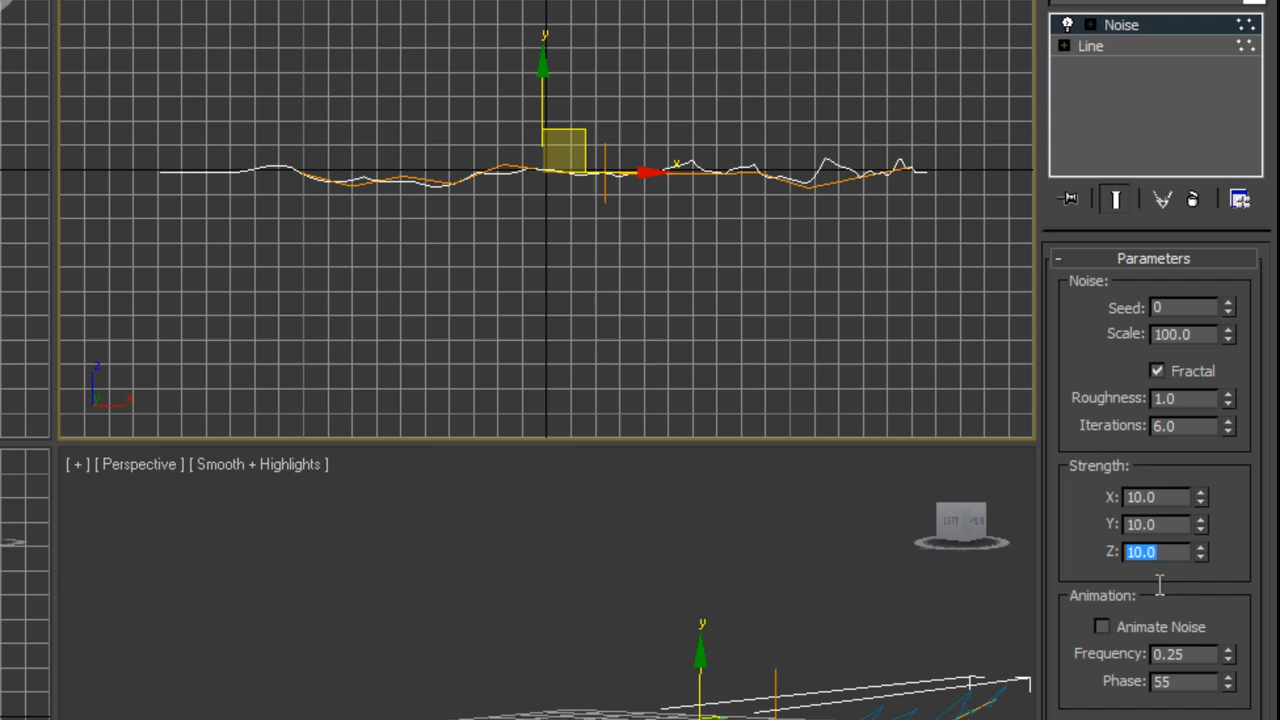 Noise
Line
y
x
z
x
Parameters
Noise:
Seed: 0
Scale: 100.0
Fractal
Roughness: 1.0
Iterations: 6.0
[ + ] [ Perspective ] [ Smooth + Highlights ]
Strength:
X: 10.0
Y: 10.0
Z: 10.0
LEFT
Animation:
Animate Noise
Frequency: 0.25
Phase: 55
y